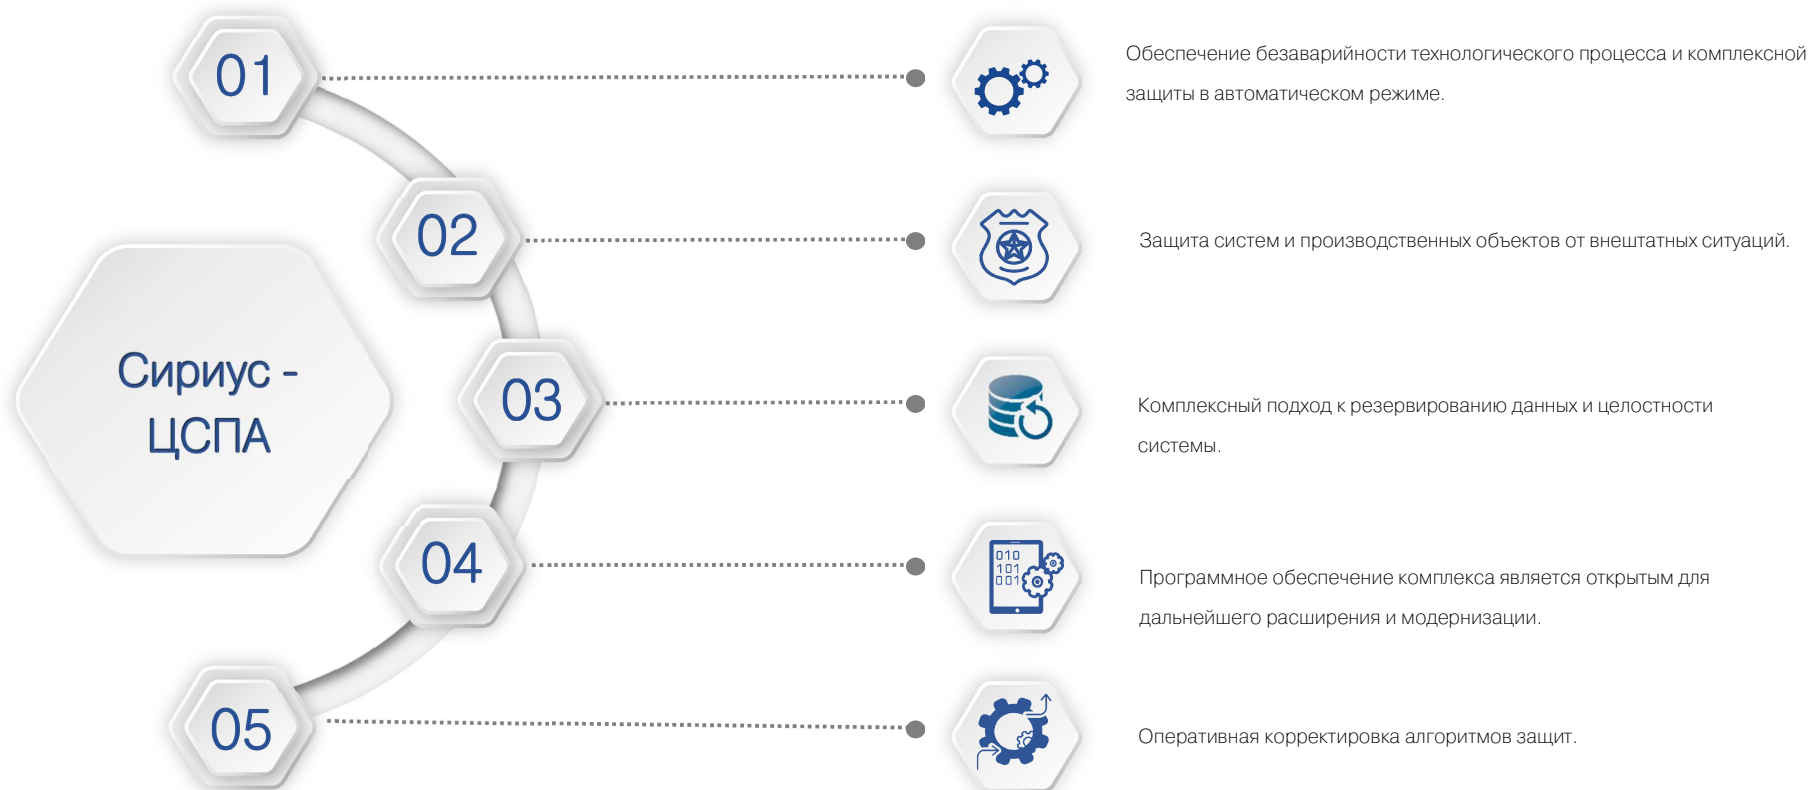 Сириус -
ЦСПА
01
Обеспечение безаварийности технологического процесса и комплексной
защиты в автоматическом режиме.
02
Защита систем и производственных объектов от внештатных ситуаций.
03
Комплексный подход к резервированию данных и целостности
системы.
04
010
101
001
Программное обеспечение комплекса является открытым для
дальнейшего расширения и модернизации.
05
Оперативная корректировка алгоритмов защит.